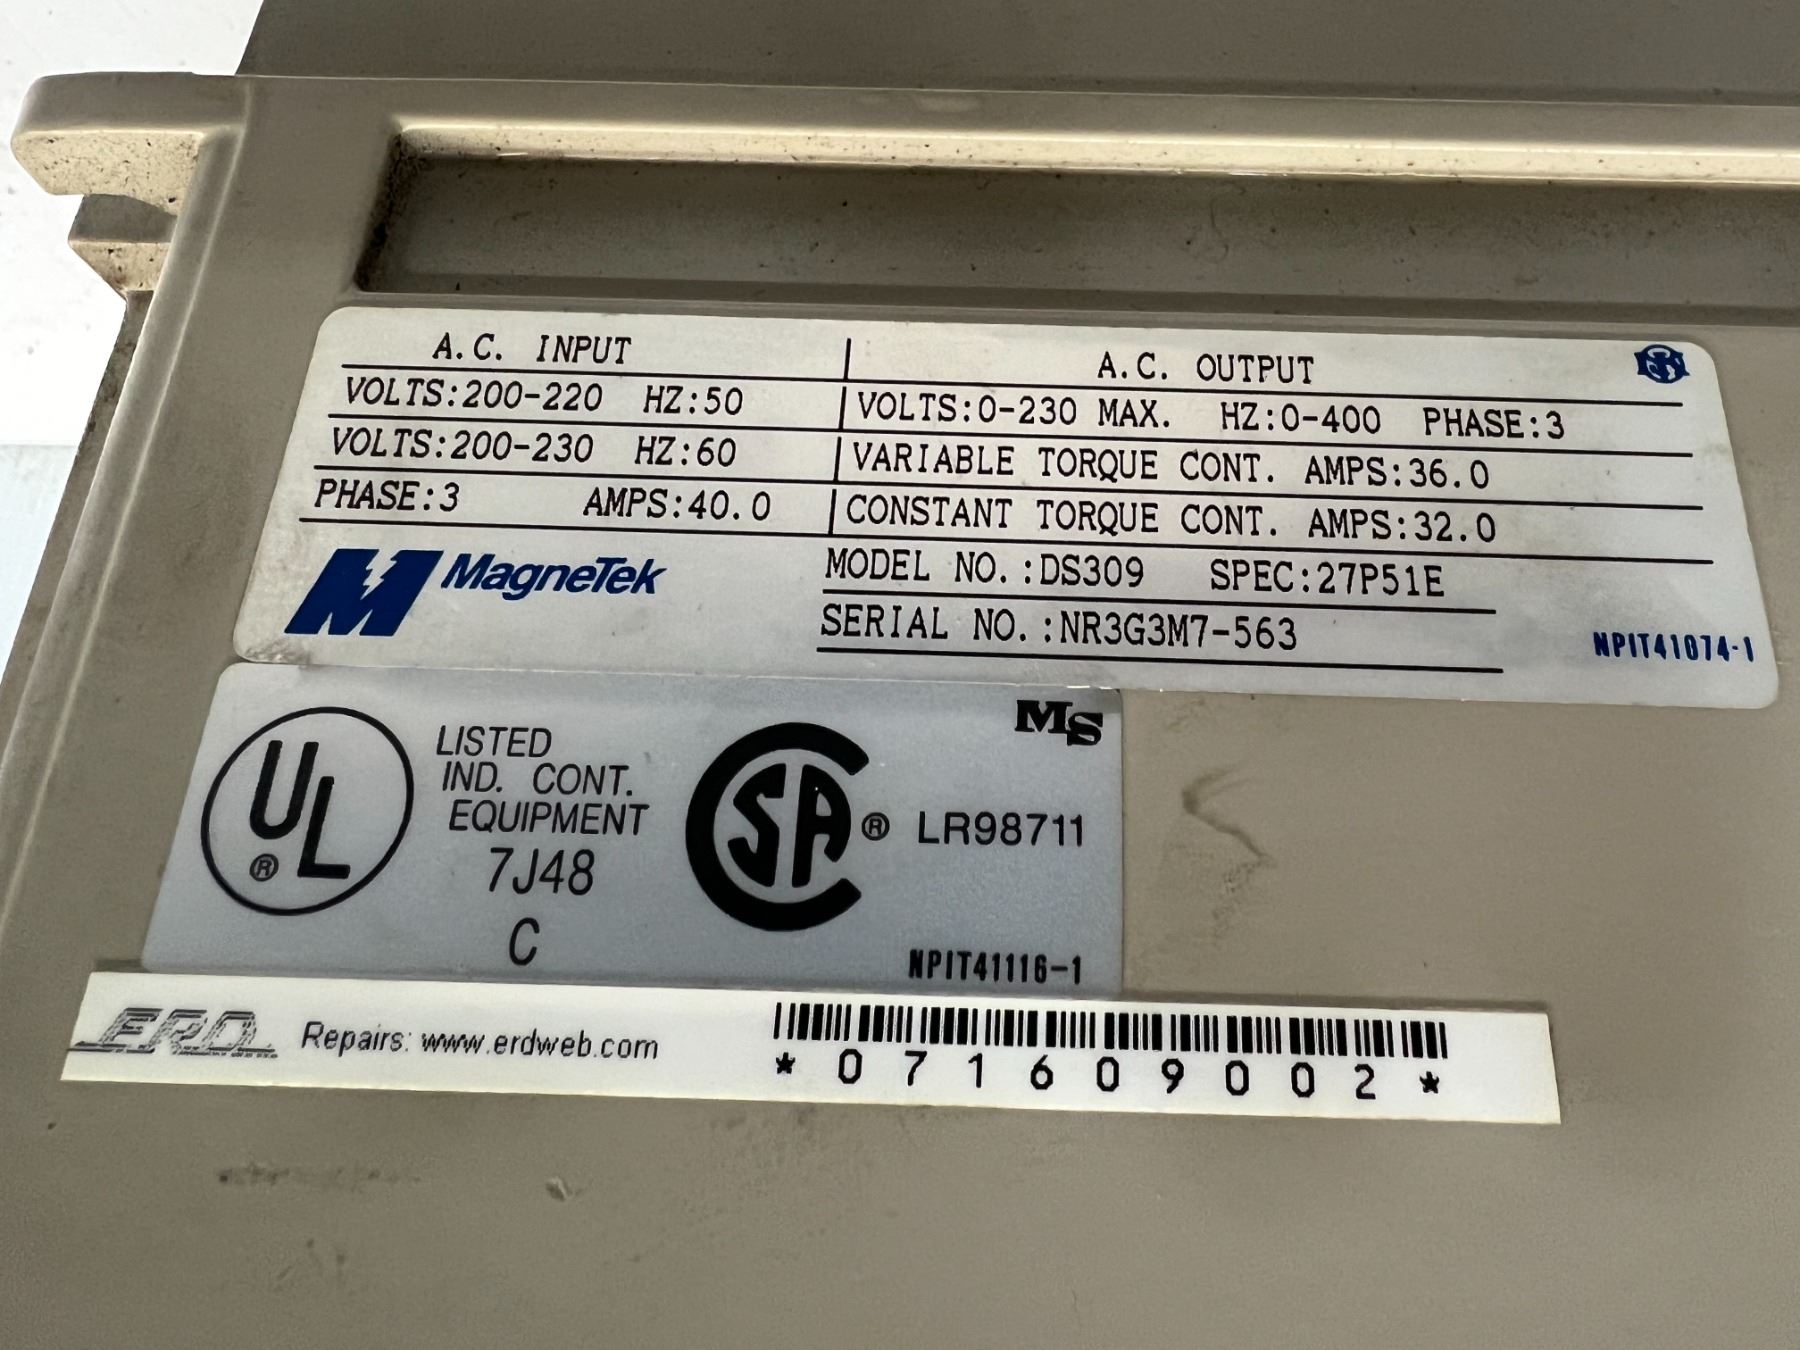 A.C. INPUT
A.C. OUTPUT
VOLTS:200-220 HZ:50
VOLTS:0-230 MAX. HZ:0-400 PHASE:3
VOLTS:200-230 HZ:60
VARIABLE TORQUE CONT. AMPS:36.0
PHASE:3 AMPS:40.0
CONSTANT TORQUE CONT. AMPS:32.0
MagneTek
MODEL NO.:DS309 SPEC:27P51E
SERIAL NO.:NR3G3M7-563
NPIT41074-1
UL ®
LISTED
IND. CONT.
EQUIPMENT
7J48
C
SA ® LR98711
MS
NPIT41116-1
ERD Repairs: www.erdweb.com
*071609002*